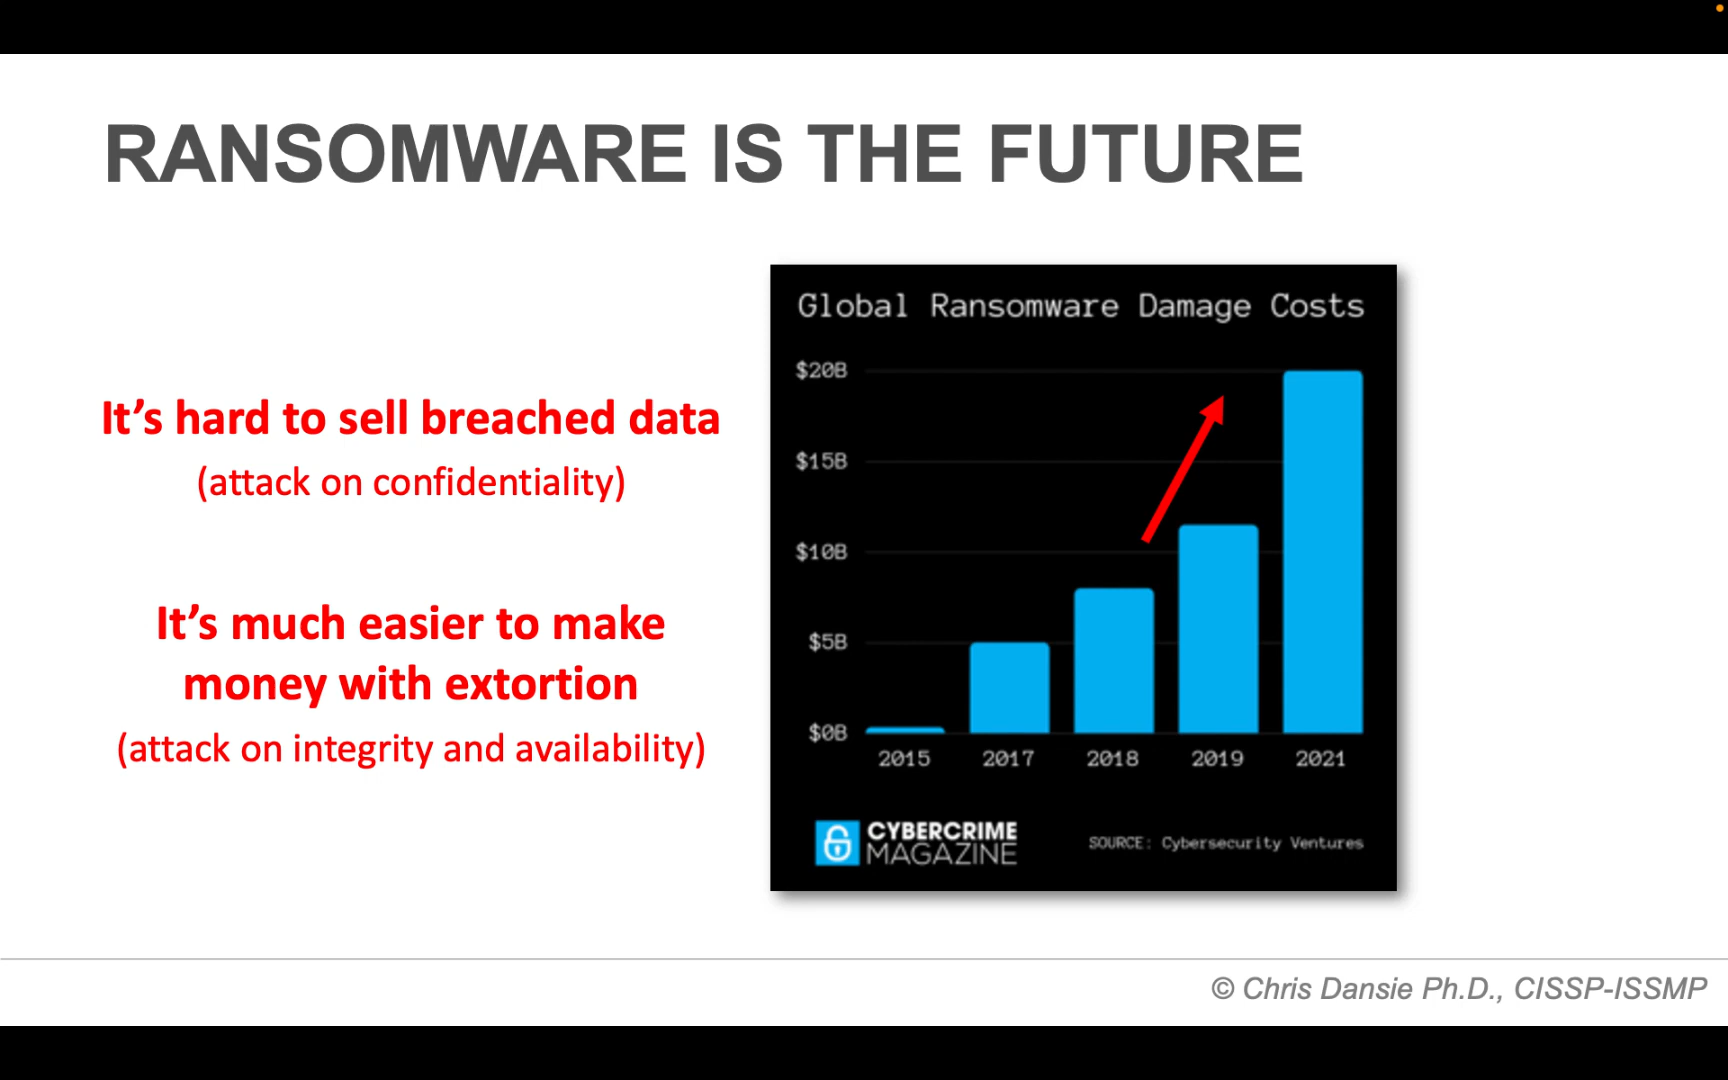 RANSOMWARE IS THE FUTURE
It’s hard to sell breached data
(attack on confidentiality)
It’s much easier to make
money with extortion
(attack on integrity and availability)
Global Ransomware Damage Costs
$20B
$15B
$10B
$5B
$0B
2015 2017 2018 2019 2021
CYBERCRIME
MAGAZINE
SOURCE: Cybersecurity Ventures
© Chris Dansie Ph.D., CISSP-ISSMP